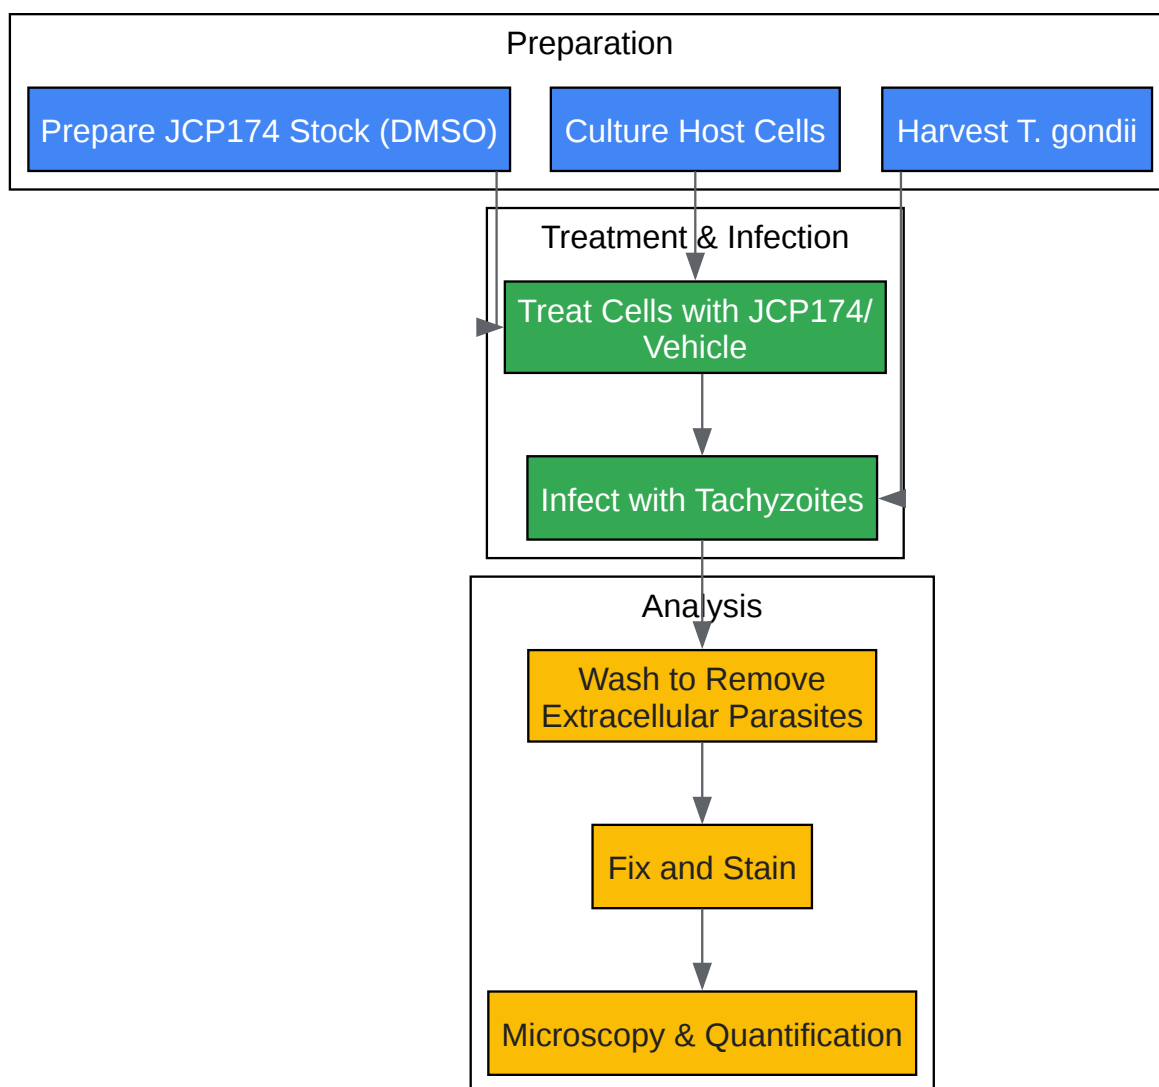 Preparation
Prepare JCP174 Stock (DMSO)
Culture Host Cells
Harvest T. gondii
Treatment & Infection
Treat Cells with JCP174/
Vehicle
Infect with Tachyzoites
Analysis
Wash to Remove
Extracellular Parasites
Fix and Stain
Microscopy & Quantification